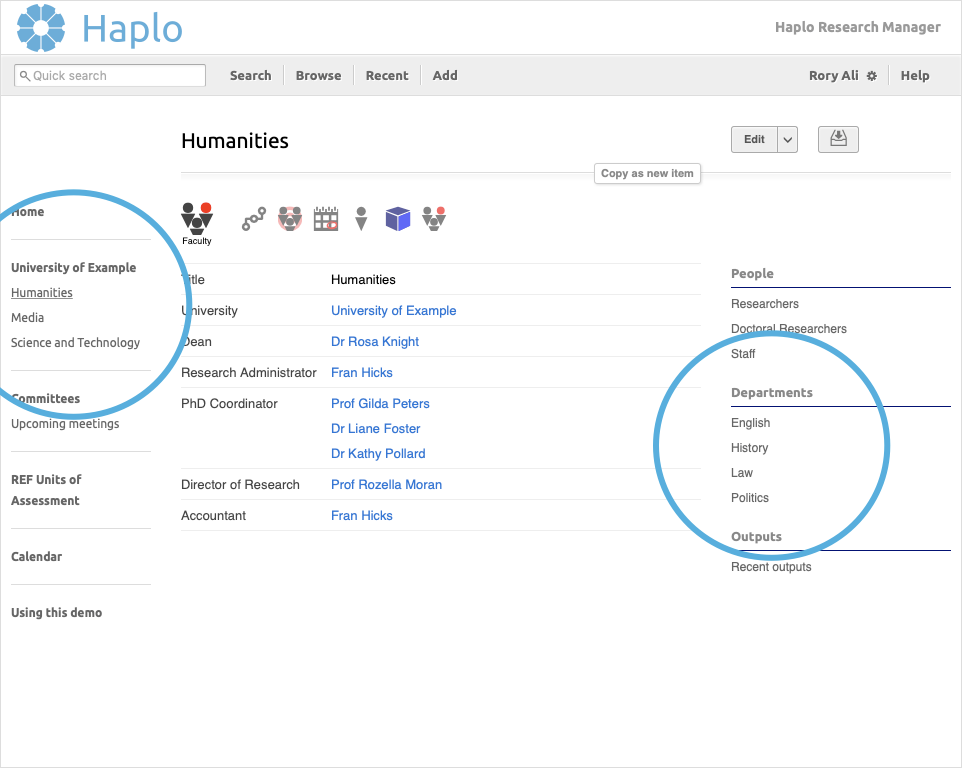 Haplo
Haplo Research Manager
Quick search
Search
Browse
Recent
Add
Rory Ali
Help
Humanities
Edit
Copy as new item
Home
University of Example
Humanities
Media
Science and Technology
Committees
Upcoming meetings
REF Units of
Assessment
Calendar
Using this demo
Faculty
Title Humanities
University University of Example
Dean Dr Rosa Knight
Research Administrator Fran Hicks
PhD Coordinator Prof Gilda Peters
Dr Liane Foster
Dr Kathy Pollard
Director of Research Prof Rozella Moran
Accountant Fran Hicks
People
Researchers
Doctoral Researchers
Staff
Departments
English
History
Law
Politics
Outputs
Recent outputs